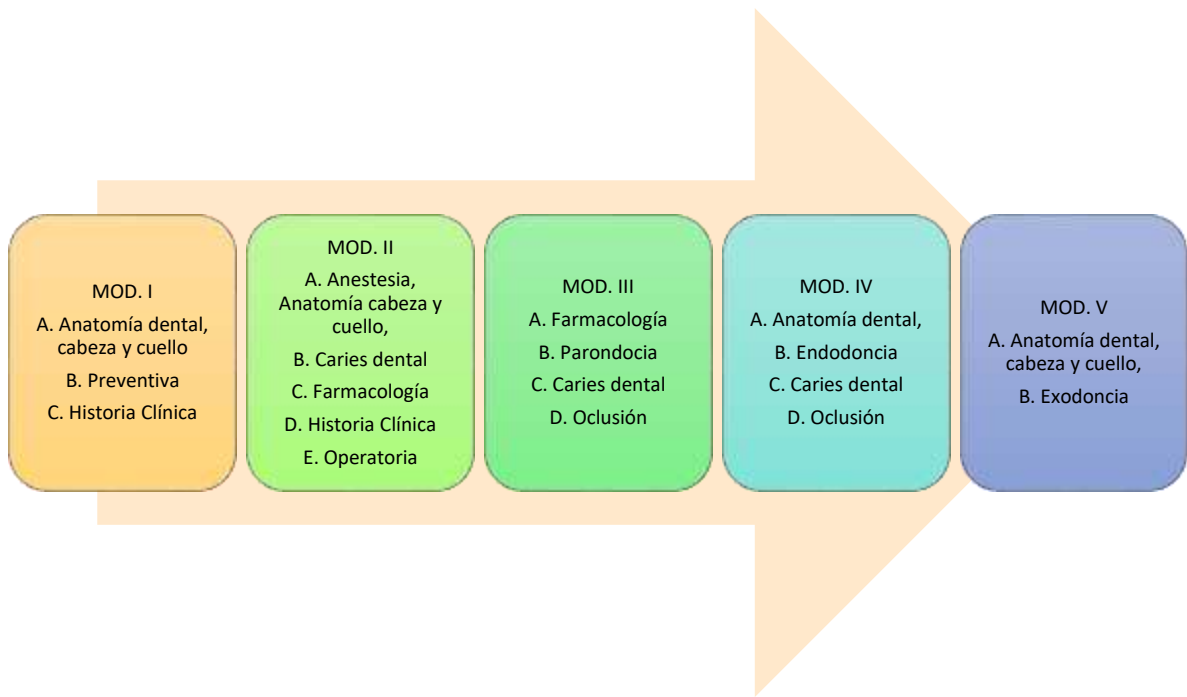 MOD. I
A. Anatomía dental,
cabeza y cuello
B. Preventiva
C. Historia Clínica
MOD. II
A. Anestesia,
Anatomía cabeza y
cuello,
B. Caries dental
C. Farmacología
D. Historia Clínica
E. Operatoria
MOD. III
A. Farmacología
B. Parondocia
C. Caries dental
D. Oclusión
MOD. IV
A. Anatomía dental,
B. Endodoncia
C. Caries dental
D. Oclusión
MOD. V
A. Anatomía dental,
cabeza y cuello,
B. Exodoncia